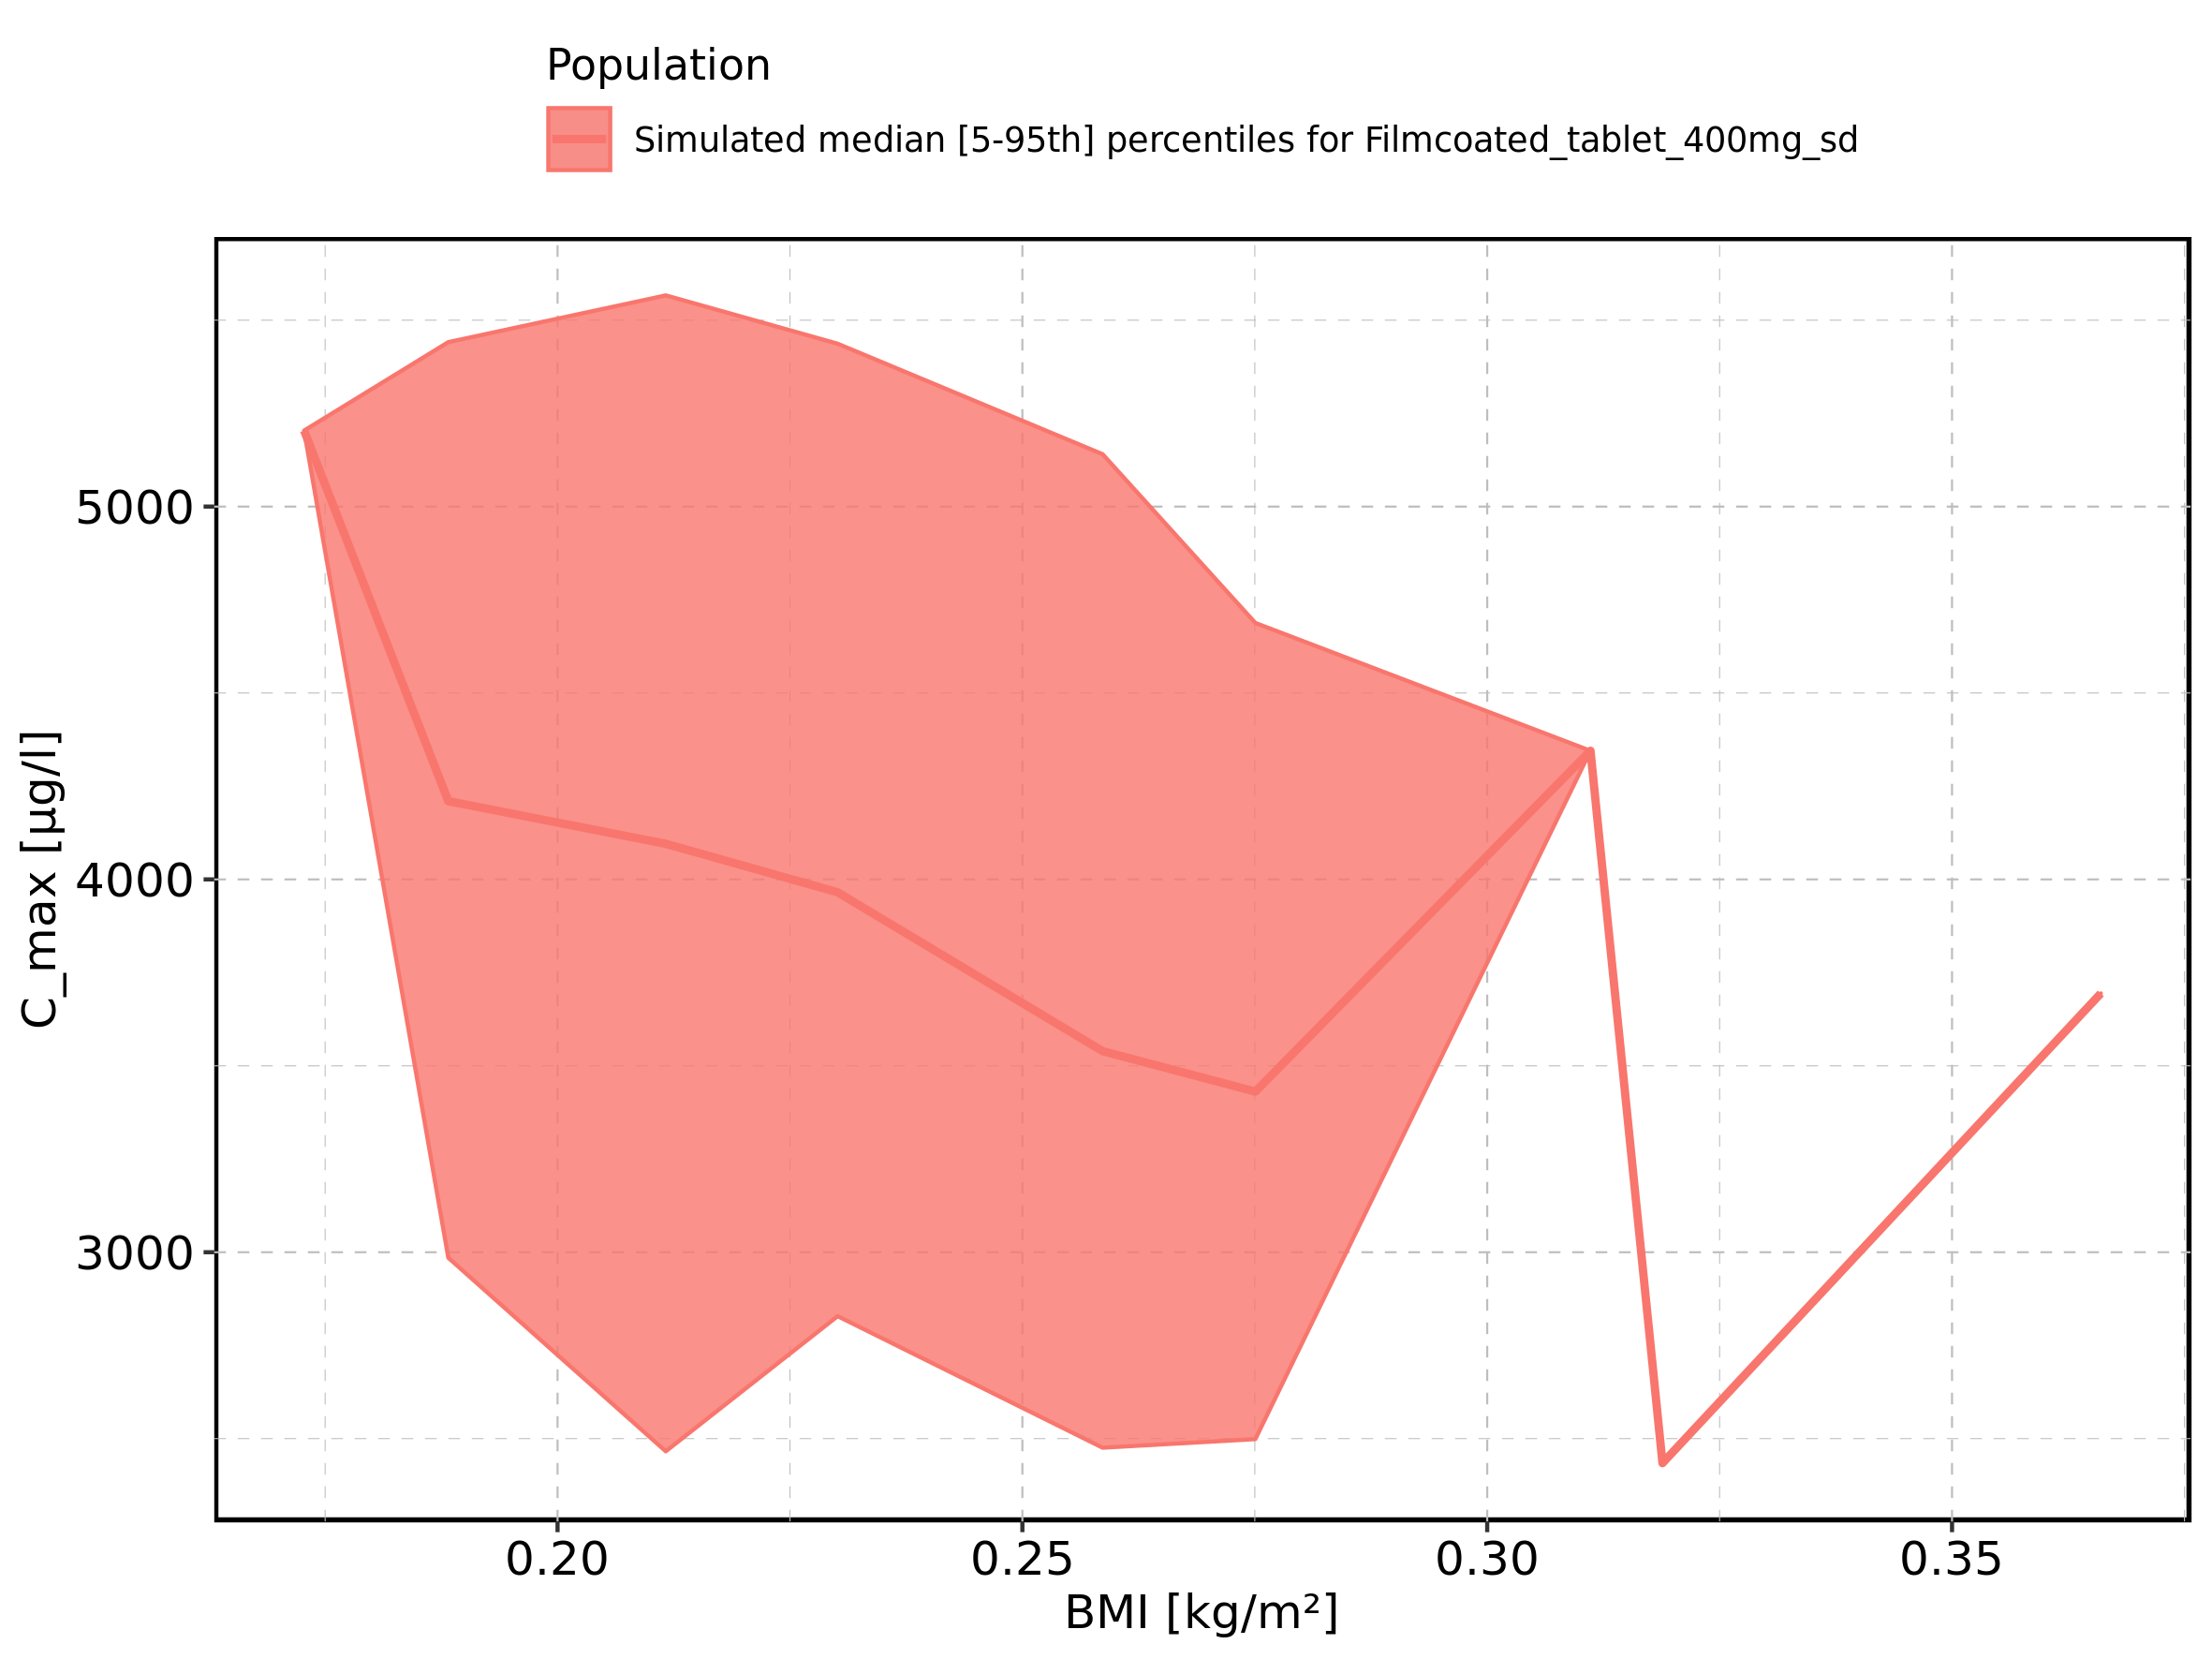 Population
Simulated median [5-95th] percentiles for Filmcoated_tablet_400mg_sd
C_max [µg/l]
5000
4000
3000
0.20 0.25 0.30 0.35
BMI [kg/m²]